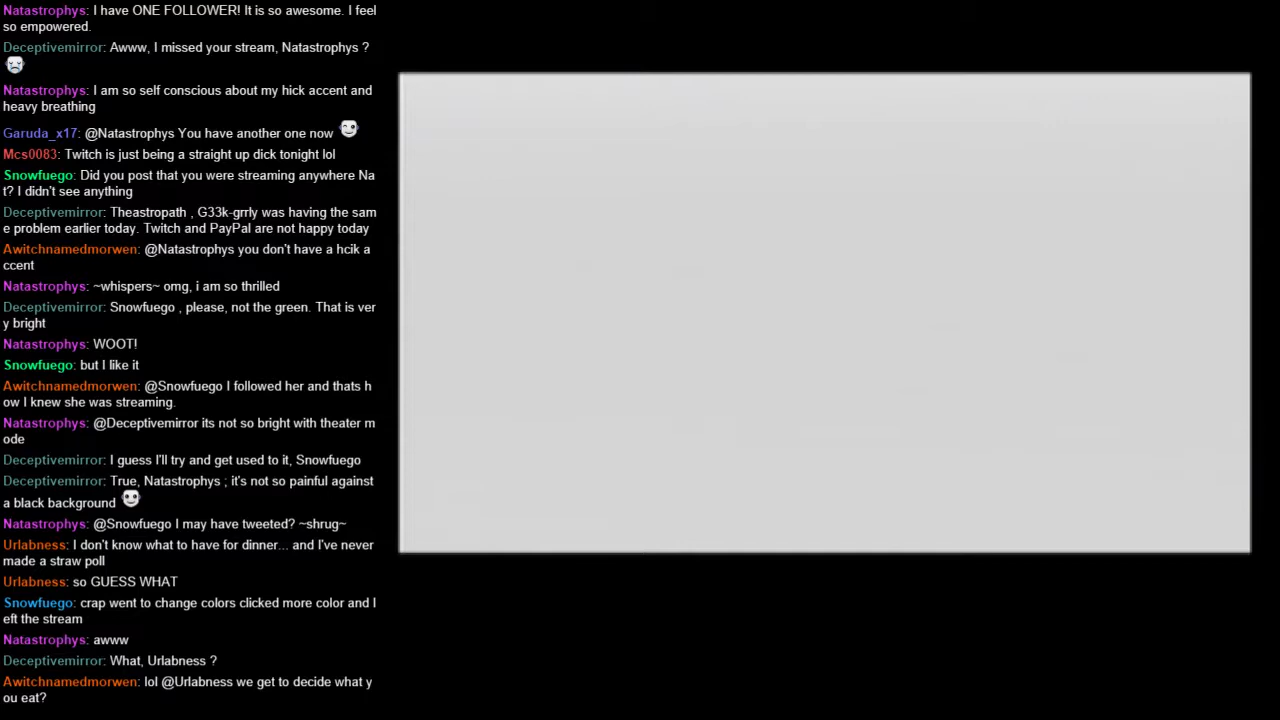 Natastrophys: I have ONE FOLLOWER! It is so awesome. I feel
so empowered.
Deceptivemirror: Awww, I missed your stream, Natastrophys ?
Natastrophys: I am so self conscious about my hick accent and
heavy breathing
Garuda_x17: @Natastrophys You have another one now
Mcs0083: Twitch is just being a straight up dick tonight lol
Snowfuego: Did you post that you were streaming anywhere Na
t? I didn't see anything
Deceptivemirror: Theastropath , G33k-grrly was having the sam
e problem earlier today. Twitch and PayPal are not happy today
Awitchnamedmorwen: @Natastrophys you don't have a hcik a
ccent
Natastrophys: ~whispers~ omg, i am so thrilled
Deceptivemirror: Snowfuego , please, not the green. That is ver
y bright
Natastrophys: WOOT!
Snowfuego: but I like it
Awitchnamedmorwen: @Snowfuego I followed her and thats h
ow I knew she was streaming.
Natastrophys: @Deceptivemirror its not so bright with theater m
ode
Deceptivemirror: I guess I'll try and get used to it, Snowfuego
Deceptivemirror: True, Natastrophys ; it's not so painful against
a black background
Natastrophys: @Snowfuego I may have tweeted? ~shrug~
Urlabness: I don't know what to have for dinner... and I've never
made a straw poll
Urlabness: so GUESS WHAT
Snowfuego: crap went to change colors clicked more color and l
eft the stream
Natastrophys: awww
Deceptivemirror: What, Urlabness ?
Awitchnamedmorwen: lol @Urlabness we get to decide what y
ou eat?